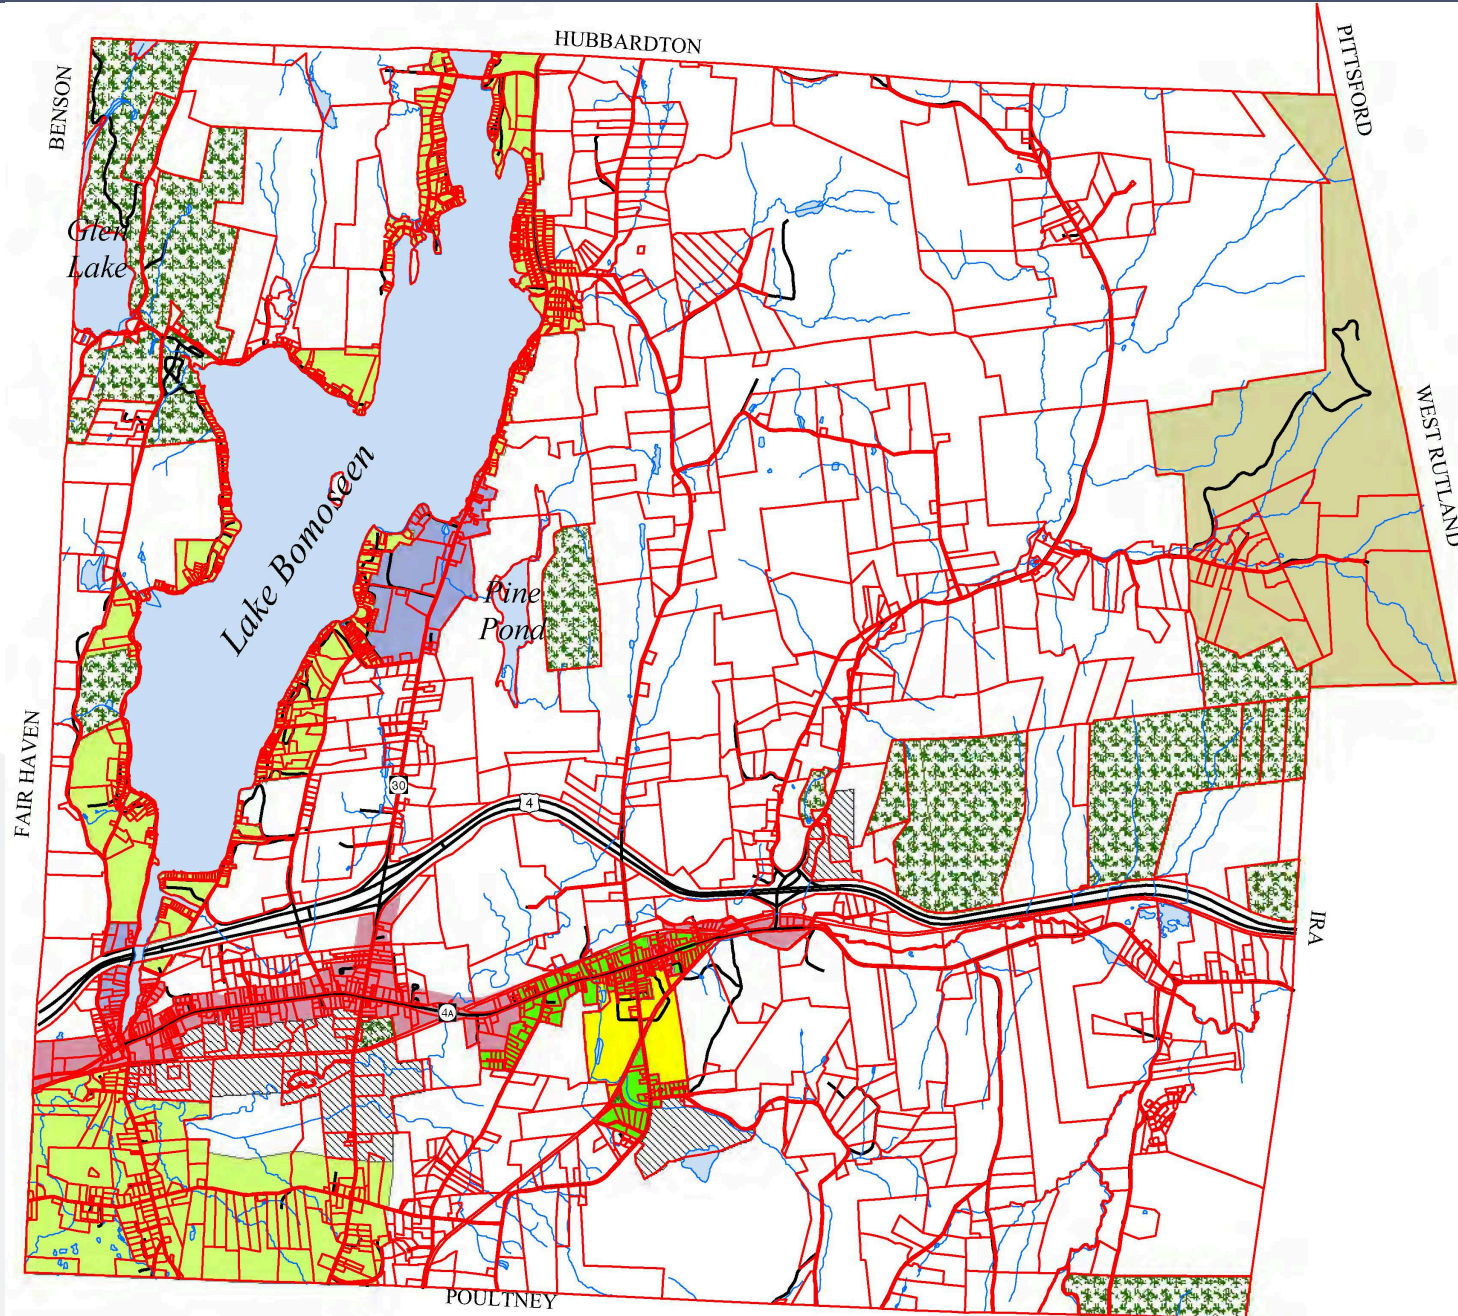 HUBBARDTON
PITTSFORD
BENSON
Glen
Lake
WEST RUTLAND
Lake Bomoseen
Pine
Pond
FAIR HAVEN
30
4
IRA
4A
POULTNEY